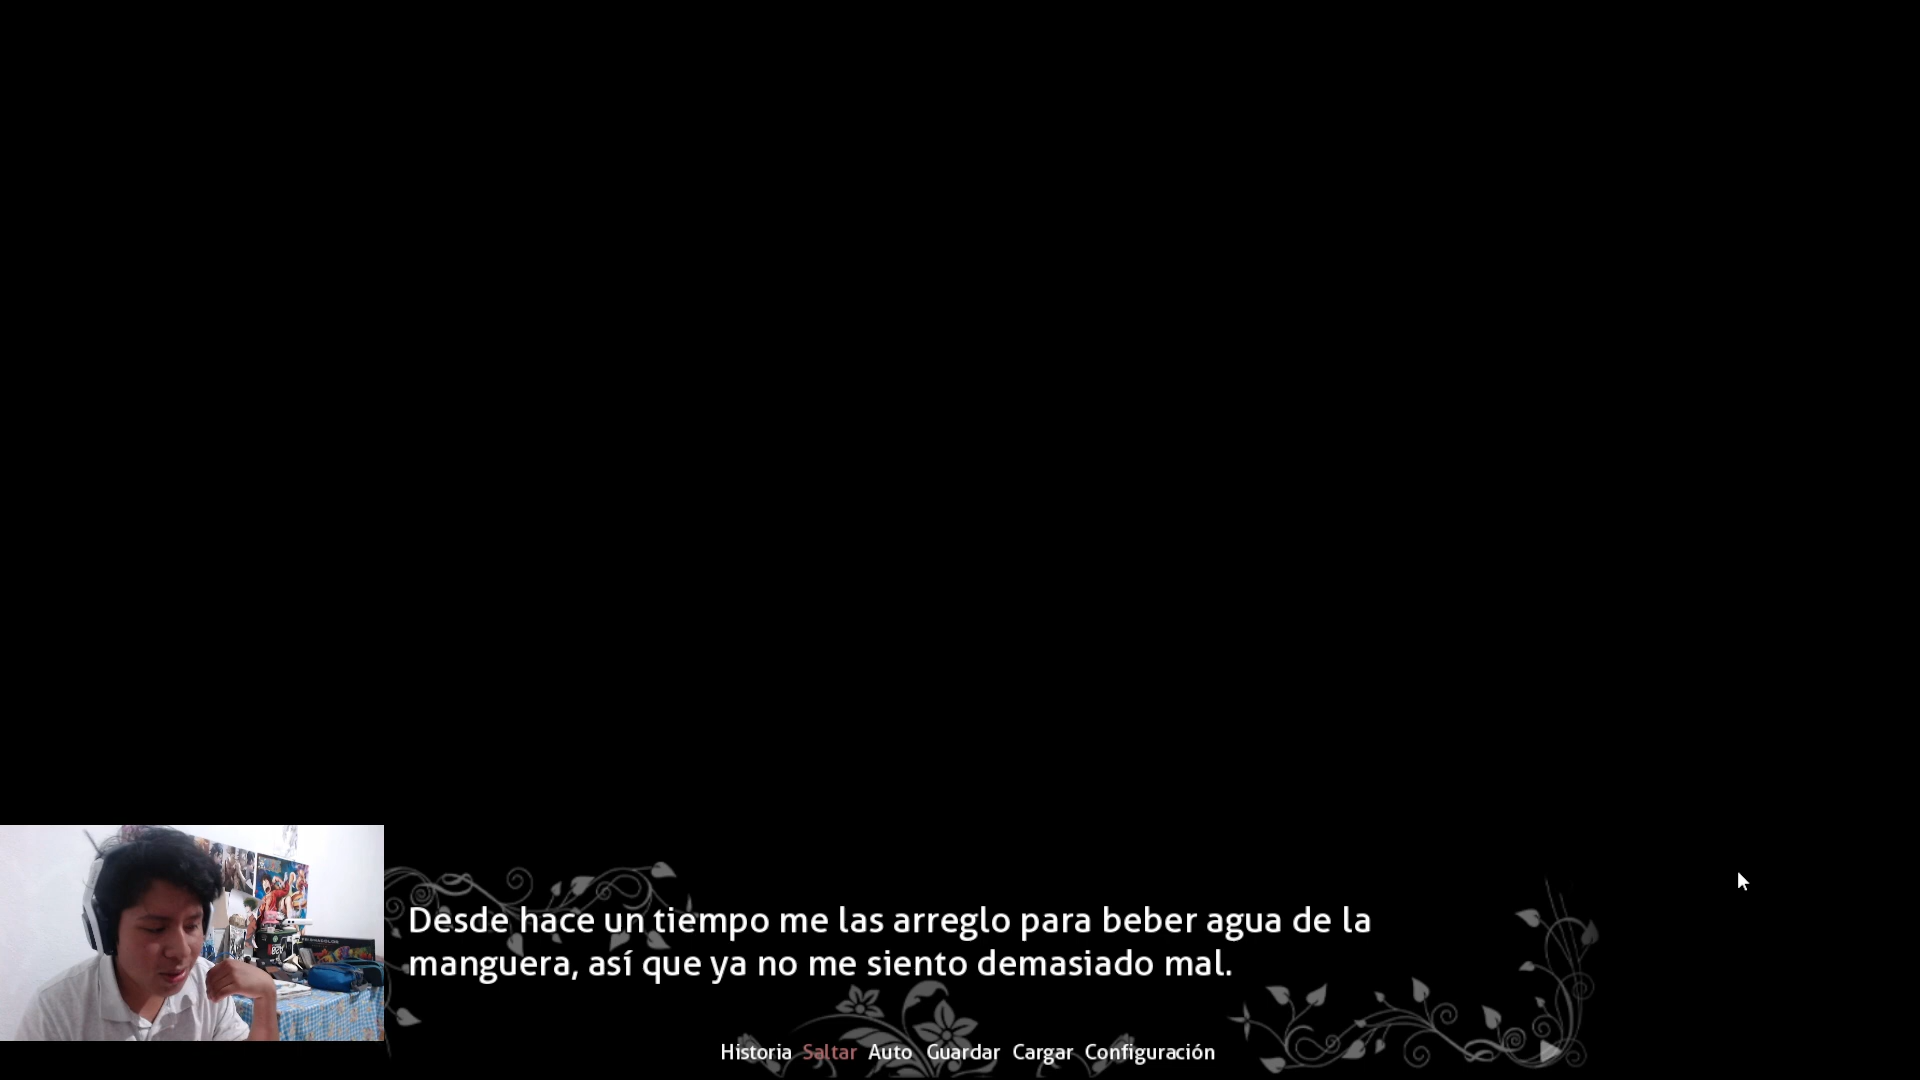 Desde hace un tiempo me las arreglo para beber agua de la
manguera, así que ya no me siento demasiado mal.
Historia Saltar Auto Guardar Cargar Configuración